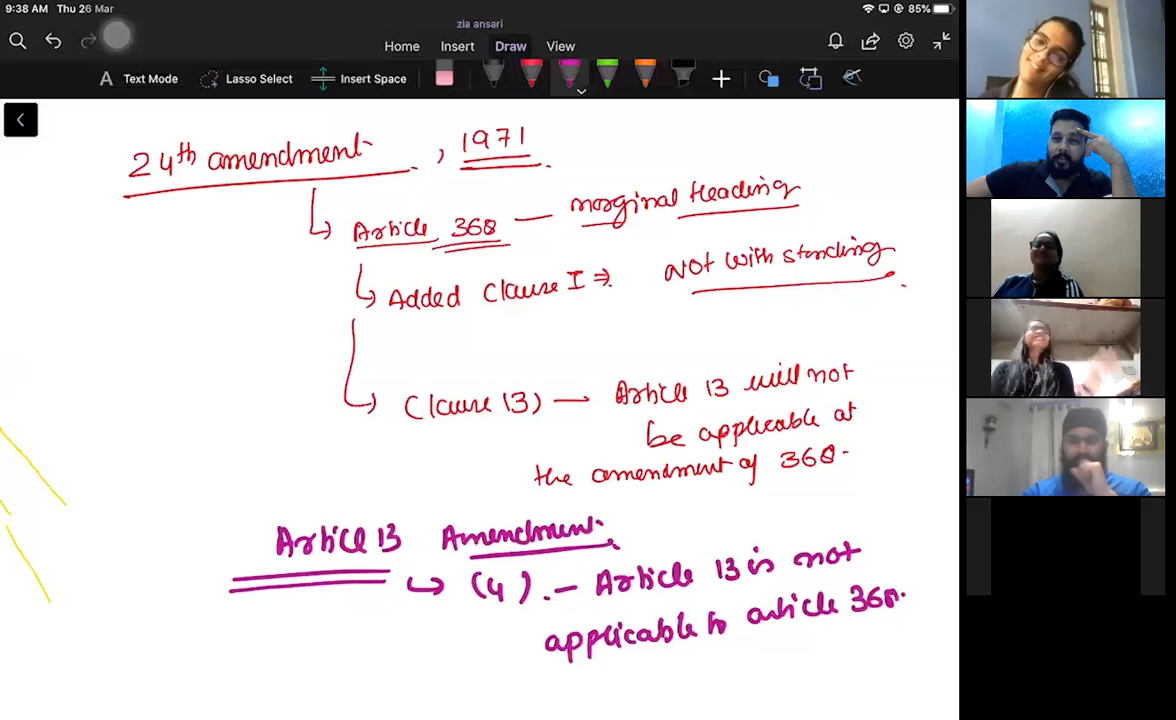 9:38 AM Thu 26 Mar
85%
zia ansari
Home Insert Draw View
Text Mode Lasso Select Insert Space
24th amendment , 1971
Article 368 — marginal heading
Added Clause I ⇒ Not with standing
Clause 13) — Article 13 will not
be applicable at
the amendment of 368.
Article 13 Amendment.
(4). — Article 13 is not
applicable to article 368.